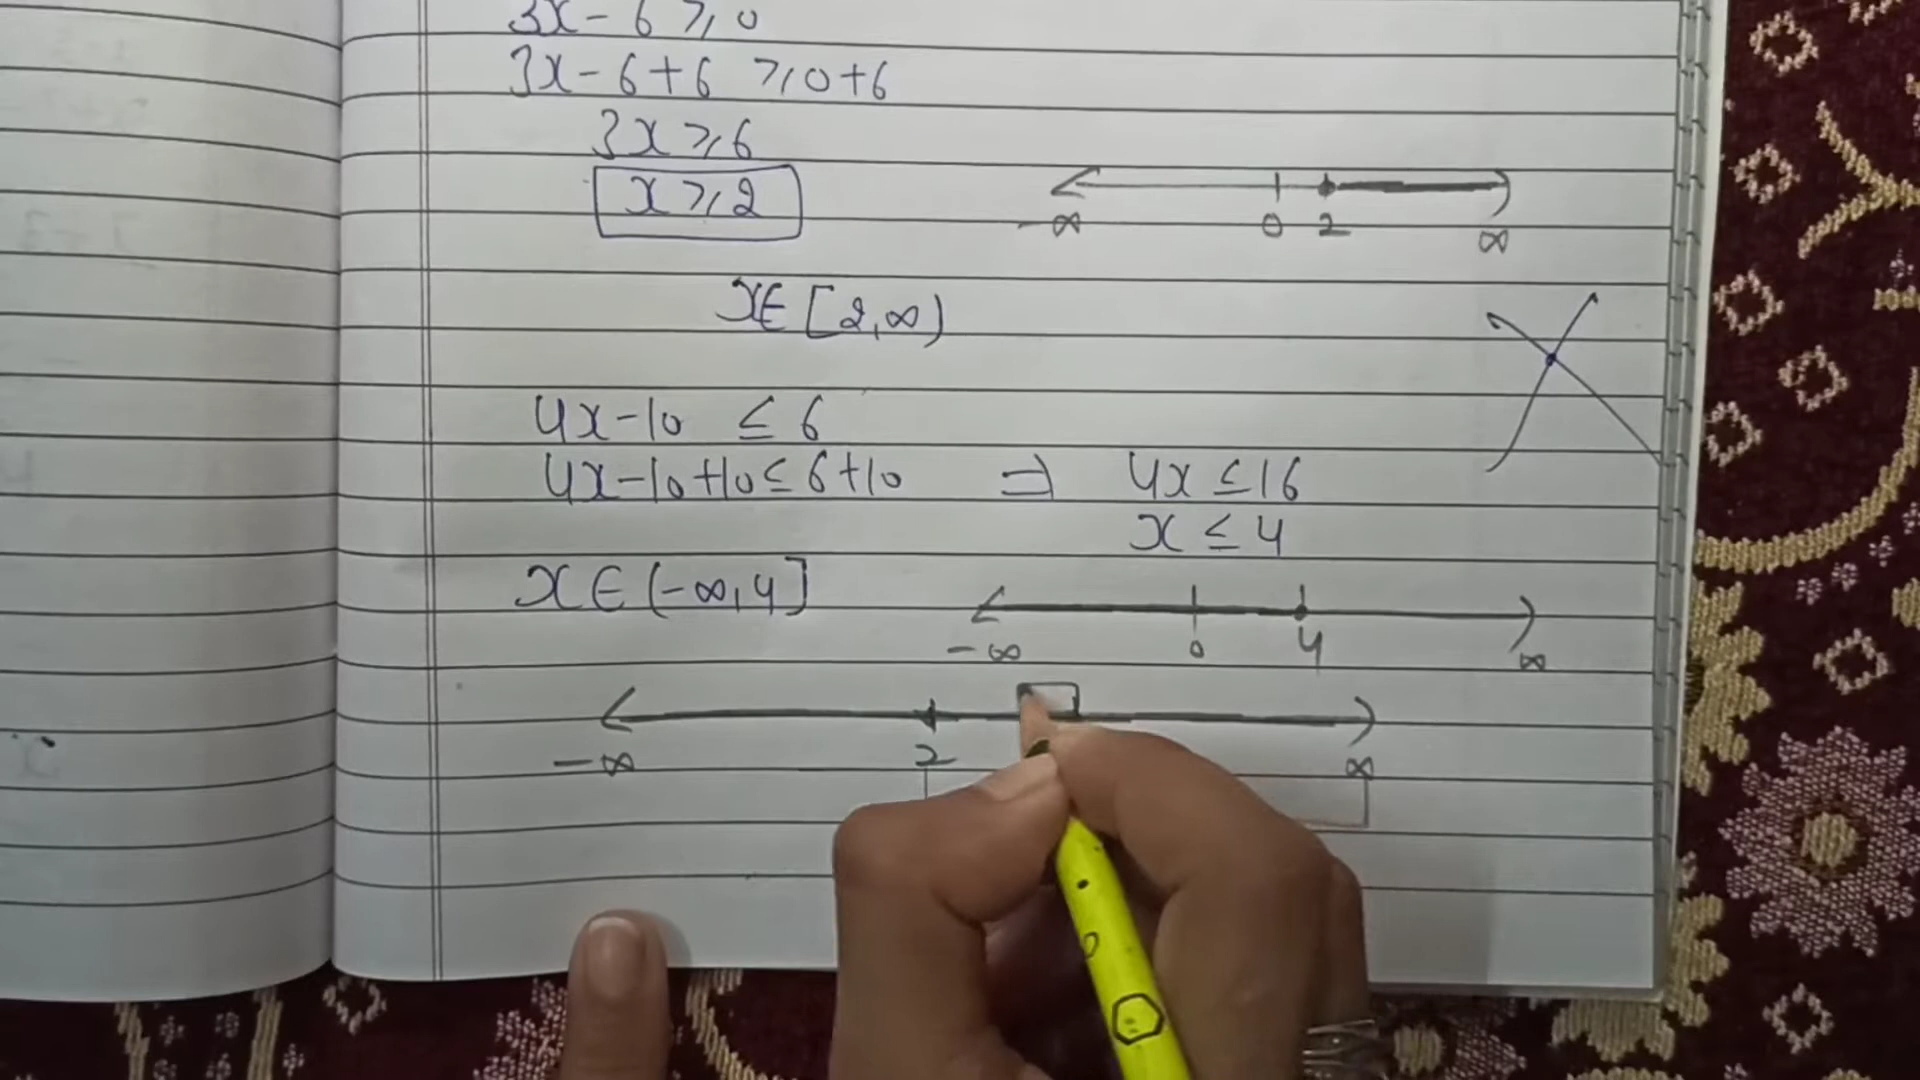 3x - 6 ⩾ 0
3x - 6 + 6 ⩾ 0 + 6
3x ⩾ 6
x ⩾ 2
-∞ 0 2 ∞
x ∈ [2, ∞)
4x - 10 ≤ 6
4x - 10 + 10 ≤ 6 + 10 ⇒ 4x ≤ 16
x ≤ 4
x ∈ (-∞, 4]
-∞ 0 4 ∞
-∞ 2 ∞